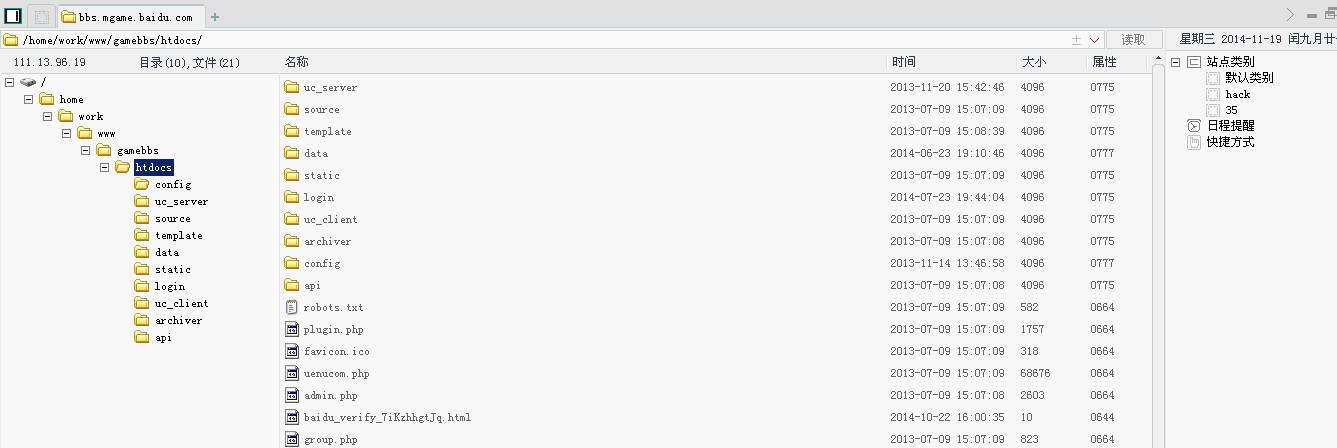 bbs.mgame.baidu.com
/home/work/www/gamebbs/htdocs/ 读取
星期三 2014-11-19 闰九月廿
111.13.96.19 目录(10),文件(21)
名称 时间 大小 属性
/
home
work
www
gamebbs
htdocs
config
uc_server
source
template
data
static
login
uc_client
archiver
api
uc_server 2013-11-20 15:42:46 4096 0775
source 2013-07-09 15:07:09 4096 0775
template 2013-07-09 15:08:39 4096 0775
data 2014-06-23 19:10:46 4096 0777
static 2013-07-09 15:07:09 4096 0775
login 2014-07-23 19:44:04 4096 0775
uc_client 2013-07-09 15:07:09 4096 0775
archiver 2013-07-09 15:07:08 4096 0775
config 2013-11-14 13:46:58 4096 0777
api 2013-07-09 15:07:08 4096 0775
robots.txt 2013-07-09 15:07:09 582 0664
plugin.php 2013-07-09 15:07:09 1757 0664
favicon.ico 2013-07-09 15:07:09 318 0664
uenucom.php 2013-07-09 15:07:09 68676 0664
admin.php 2013-07-09 15:07:08 2603 0664
baidu_verify_7iKzhhgtJq.html 2014-10-22 16:00:35 10 0644
group.php 2013-07-09 15:07:09 823 0664
站点类别
默认类别
hack
35
日程提醒
快捷方式